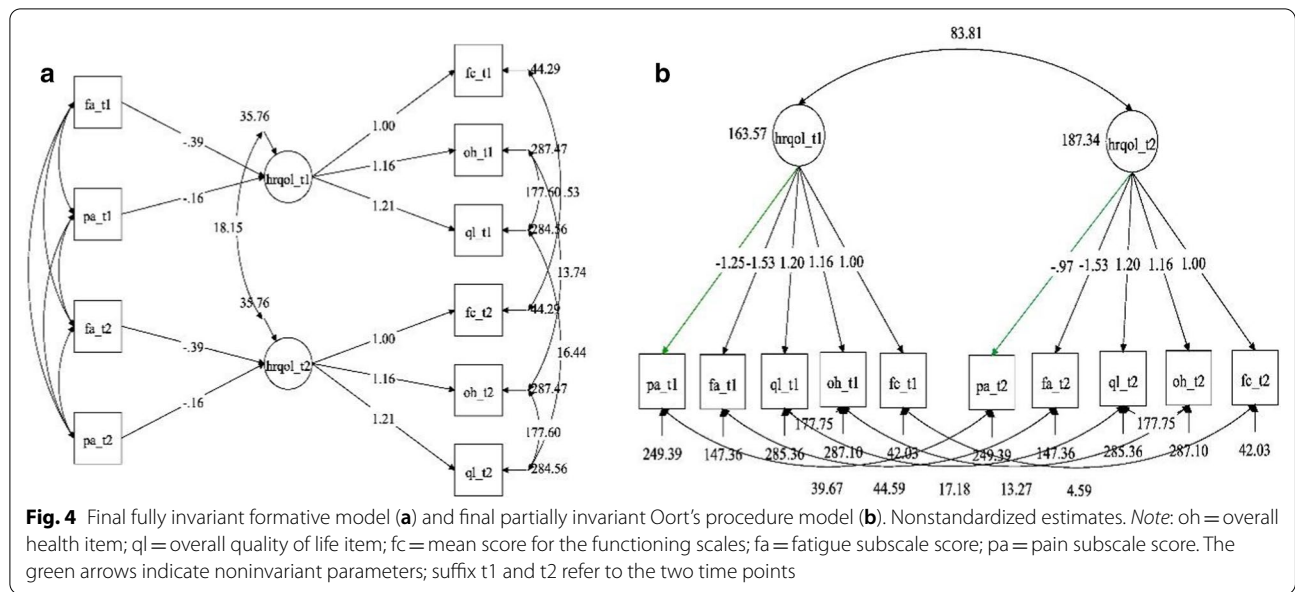 a
fa_t1
pa_t1
fa_t2
pa_t2
-.39
-.16
-.39
-.16
35.76
hrqol_t1
18.15
35.76
hrqol_t2
1.00
1.16
1.21
1.00
1.16
1.21
fc_t1
oh_t1
ql_t1
fc_t2
oh_t2
ql_t2
44.29
287.47
177.60
.53
284.56
13.74
44.29
16.44
287.47
177.60
284.56
b
83.81
163.57 hrqol_t1
187.34 hrqol_t2
-1.25 -1.53 1.20 1.16 1.00
-.97 -1.53 1.20 1.16 1.00
pa_t1 fa_t1 ql_t1 oh_t1 fc_t1 pa_t2 fa_t2 ql_t2 oh_t2 fc_t2
177.75 177.75
249.39 147.36 285.36 287.10 42.03 249.39 147.36 285.36 287.10 42.03
39.67 44.59 17.18 13.27 4.59
Fig. 4 Final fully invariant formative model (a) and final partially invariant Oort's procedure model (b). Nonstandardized estimates. Note: oh = overall
health item; ql = overall quality of life item; fc = mean score for the functioning scales; fa = fatigue subscale score; pa = pain subscale score. The
green arrows indicate noninvariant parameters; suffix t1 and t2 refer to the two time points